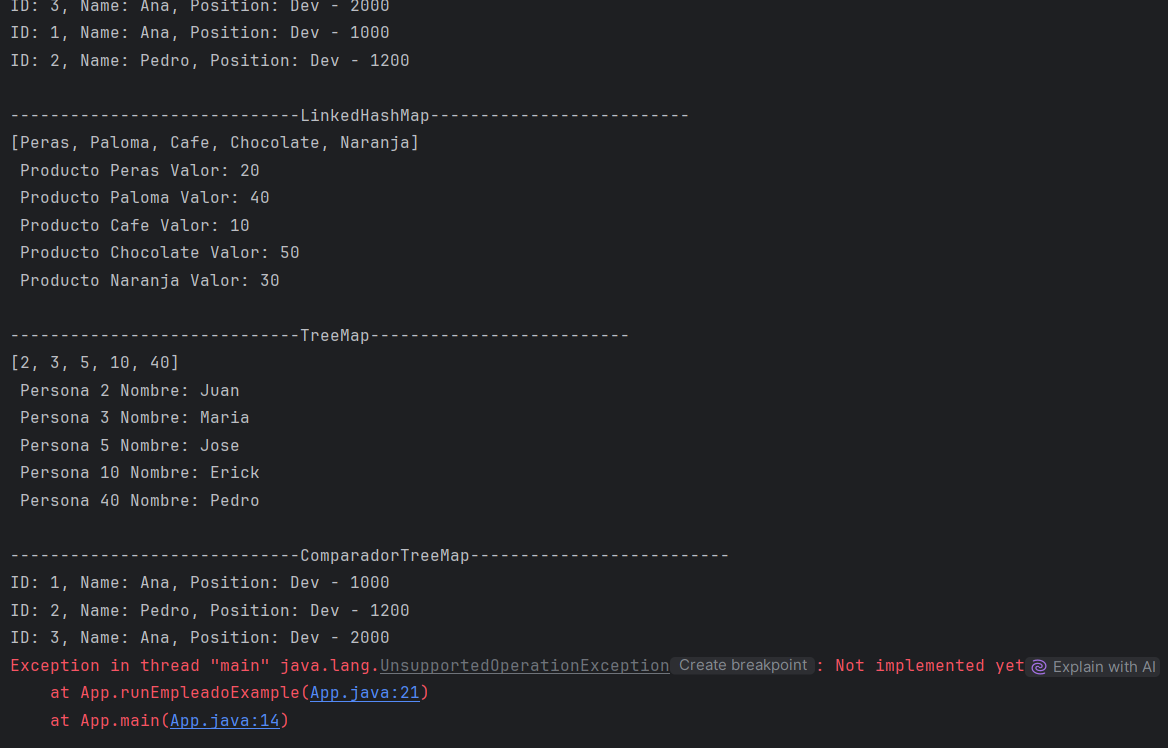 ID: 3, Name: Ana, Position: Dev - 2000
ID: 1, Name: Ana, Position: Dev - 1000
ID: 2, Name: Pedro, Position: Dev - 1200
-----------------------------LinkedHashMap--------------------------
[Peras, Paloma, Cafe, Chocolate, Naranja]
Producto Peras Valor: 20
Producto Paloma Valor: 40
Producto Cafe Valor: 10
Producto Chocolate Valor: 50
Producto Naranja Valor: 30
-----------------------------TreeMap--------------------------
[2, 3, 5, 10, 40]
Persona 2 Nombre: Juan
Persona 3 Nombre: Maria
Persona 5 Nombre: Jose
Persona 10 Nombre: Erick
Persona 40 Nombre: Pedro
-----------------------------ComparadorTreeMap--------------------------
ID: 1, Name: Ana, Position: Dev - 1000
ID: 2, Name: Pedro, Position: Dev - 1200
ID: 3, Name: Ana, Position: Dev - 2000
Exception in thread "main" java.lang.UnsupportedOperationException Create breakpoint : Not implemented yet Explain with AI
at App.runEmpleadoExample(App.java:21)
at App.main(App.java:14)